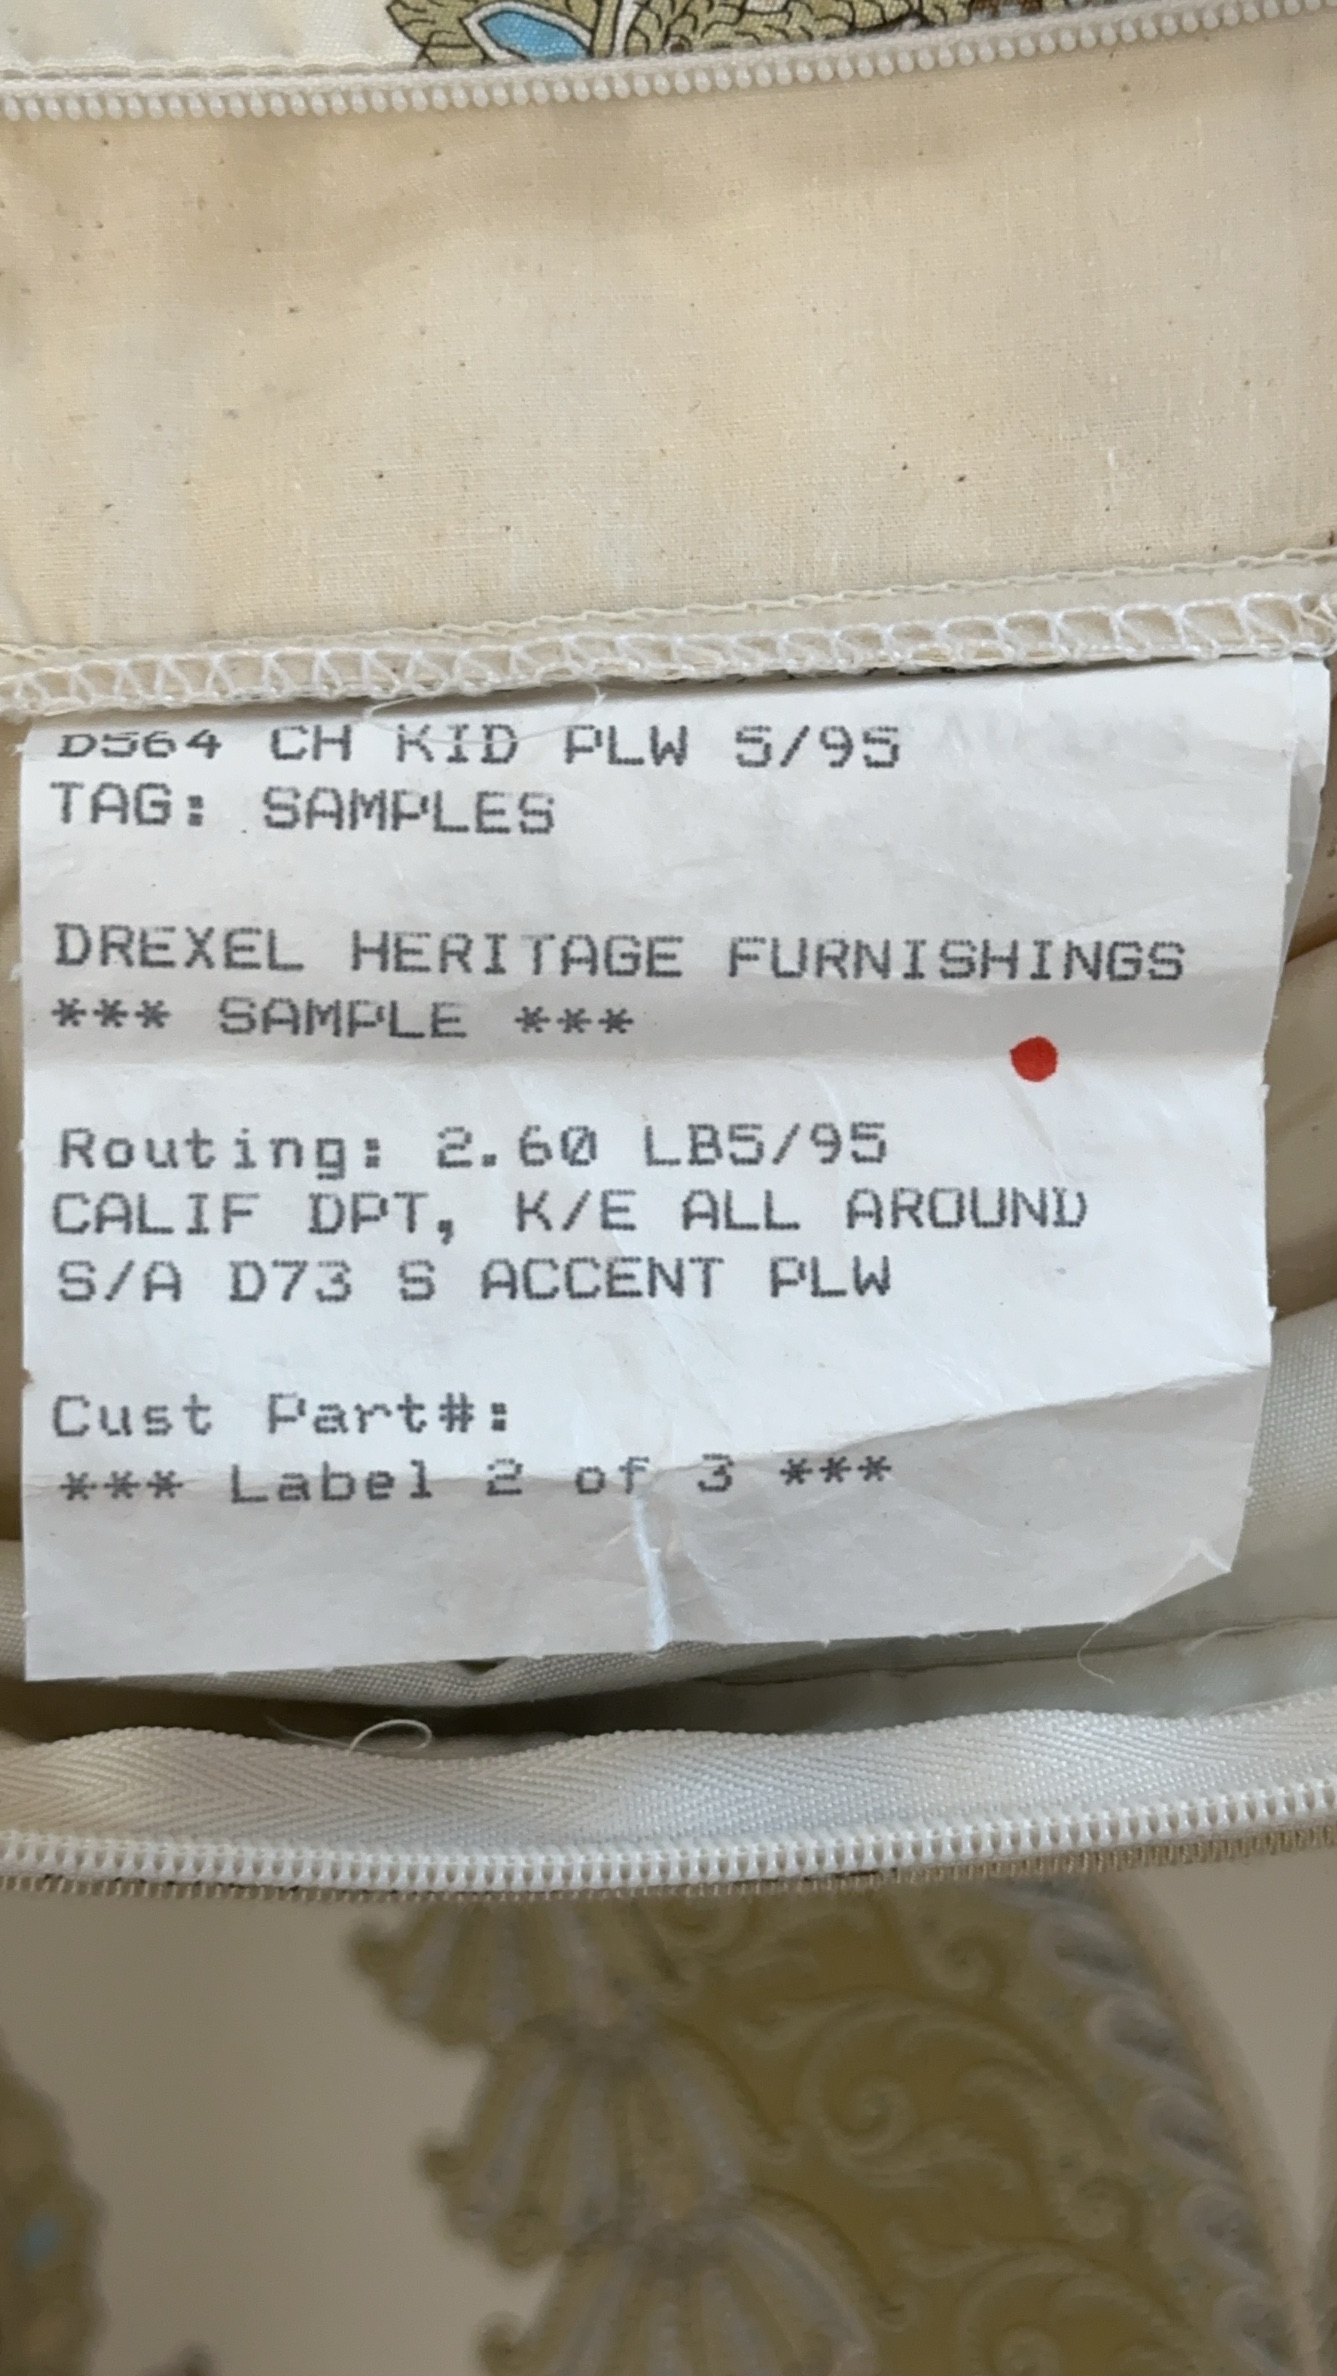 D564 CH KID PLW 5/95
TAG: SAMPLES
DREXEL HERITAGE FURNISHINGS
*** SAMPLE ***
Routing: 2.60 LB5/95
CALIF DPT, K/E ALL AROUND
S/A D73 S ACCENT PLW
Cust Part#:
*** Label 2 of 3 ***